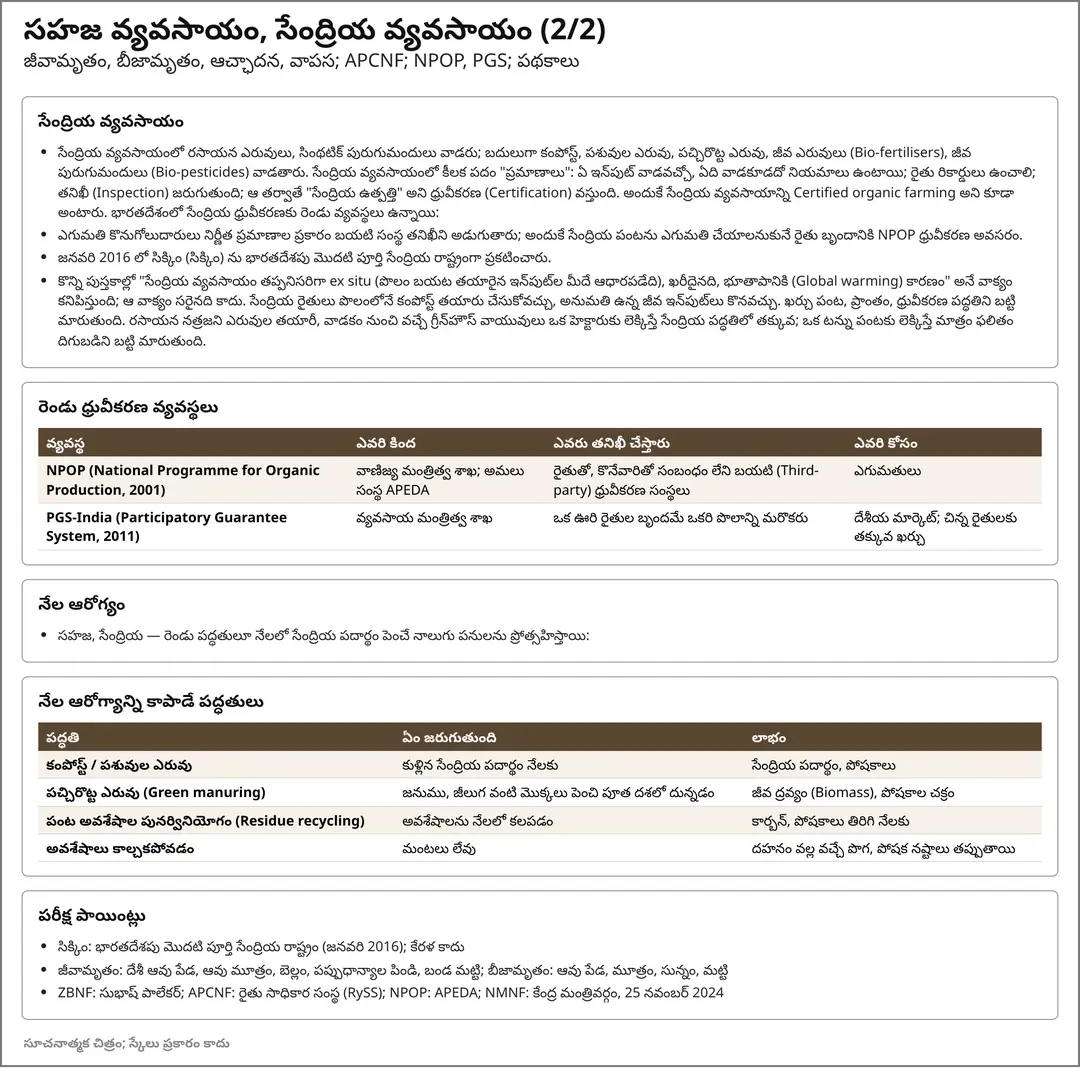 సహజ వ్యవసాయం, సేంద్రియ వ్యవసాయం (2/2)
జీవామృతం, బీజామృతం, ఆచ్ఛాదన, వాపస; APCNF; NPOP, PGS; పథకాలు
సేంద్రియ వ్యవసాయం
• సేంద్రియ వ్యవసాయంలో రసాయన ఎరువులు, సింథటిక్ పురుగుమందులు వాడరు; బదులుగా కంపోస్ట్, పశువుల ఎరువు, పచ్చిరొట్ట ఎరువు, జీవ ఎరువులు (Bio-fertilisers), జీవ
పురుగుమందులు (Bio-pesticides) వాడతారు. సేంద్రియ వ్యవసాయంలో కీలక పదం "ప్రమాణాలు": ఏ ఇన్‌పుట్ వాడవచ్చో, ఏది వాడకూడదో నియమాలు ఉంటాయి; రైతు రికార్డులు ఉంచాలి;
తనిఖీ (Inspection) జరుగుతుంది; ఆ తర్వాతే "సేంద్రియ ఉత్పత్తి" అని ధ్రువీకరణ (Certification) వస్తుంది. అందుకే సేంద్రియ వ్యవసాయాన్ని Certified organic farming అని కూడా
అంటారు. భారతదేశంలో సేంద్రియ ధ్రువీకరణకు రెండు వ్యవస్థలు ఉన్నాయి:
• ఎగుమతి కొనుగోలుదారులు నిర్ణీత ప్రమాణాల ప్రకారం బయటి సంస్థ తనిఖీని అడుగుతారు; అందుకే సేంద్రియ పంటను ఎగుమతి చేయాలనుకునే రైతు బృందానికి NPOP ధ్రువీకరణ అవసరం.
• జనవరి 2016 లో సిక్కిం (సిక్కిం) ను భారతదేశపు మొదటి పూర్తి సేంద్రియ రాష్ట్రంగా ప్రకటించారు.
• కొన్ని పుస్తకాల్లో "సేంద్రియ వ్యవసాయం తప్పనిసరిగా ex situ (పొలం బయట తయారైన ఇన్‌పుట్‌ల మీదే ఆధారపడేది), ఖరీదైనది, భూతాపానికి (Global warming) కారణం" అనే వాక్యం
కనిపిస్తుంది; ఆ వాక్యం సరైనది కాదు. సేంద్రియ రైతులు పొలంలోనే కంపోస్ట్ తయారు చేసుకోవచ్చు, అనుమతి ఉన్న జీవ ఇన్‌పుట్‌లు కొనవచ్చు. ఖర్చు పంట, ప్రాంతం, ధ్రువీకరణ పద్ధతిని బట్టి
మారుతుంది. రసాయన నత్రజని ఎరువుల తయారీ, వాడకం నుంచి వచ్చే గ్రీన్‌హౌస్ వాయువులు ఒక హెక్టారుకు లెక్కిస్తే సేంద్రియ పద్ధతిలో తక్కువ; ఒక టన్ను పంటకు లెక్కిస్తే మాత్రం ఫలితం
దిగుబడిని బట్టి మారుతుంది.
రెండు ధ్రువీకరణ వ్యవస్థలు
వ్యవస్థ ఎవరి కింద ఎవరు తనిఖీ చేస్తారు ఎవరి కోసం
NPOP (National Programme for Organic వాణిజ్య మంత్రిత్వ శాఖ; అమలు రైతుతో, కొనేవారితో సంబంధం లేని బయటి (Third- ఎగుమతులు
Production, 2001) సంస్థ APEDA party) ధ్రువీకరణ సంస్థలు
PGS-India (Participatory Guarantee వ్యవసాయ మంత్రిత్వ శాఖ ఒక ఊరి రైతుల బృందమే ఒకరి పొలాన్ని మరొకరు దేశీయ మార్కెట్; చిన్న రైతులకు
System, 2011) తక్కువ ఖర్చు
నేల ఆరోగ్యం
• సహజ, సేంద్రియ — రెండు పద్ధతులూ నేలలో సేంద్రియ పదార్థం పెంచే నాలుగు పనులను ప్రోత్సహిస్తాయి:
నేల ఆరోగ్యాన్ని కాపాడే పద్ధతులు
పద్ధతి ఏం జరుగుతుంది లాభం
కంపోస్ట్ / పశువుల ఎరువు కుళ్లిన సేంద్రియ పదార్థం నేలకు సేంద్రియ పదార్థం, పోషకాలు
పచ్చిరొట్ట ఎరువు (Green manuring) జనుము, జీలుగ వంటి మొక్కలు పెంచి పూత దశలో దున్నడం జీవ ద్రవ్యం (Biomass), పోషకాల చక్రం
పంట అవశేషాల పునర్వినియోగం (Residue recycling) అవశేషాలను నేలలో కలపడం కార్బన్, పోషకాలు తిరిగి నేలకు
అవశేషాలు కాల్చకపోవడం మంటలు లేవు దహనం వల్ల వచ్చే పొగ, పోషక నష్టాలు తప్పుతాయి
పరీక్ష పాయింట్లు
• సిక్కిం: భారతదేశపు మొదటి పూర్తి సేంద్రియ రాష్ట్రం (జనవరి 2016); కేరళ కాదు
• జీవామృతం: దేశీ ఆవు పేడ, ఆవు మూత్రం, బెల్లం, పప్పుధాన్యాల పిండి, బండ మట్టి; బీజామృతం: ఆవు పేడ, మూత్రం, సున్నం, మట్టి
• ZBNF: సుభాష్ పాలేకర్; APCNF: రైతు సాధికార సంస్థ (RySS); NPOP: APEDA; NMNF: కేంద్ర మంత్రివర్గం, 25 నవంబర్ 2024
సూచనాత్మక చిత్రం; స్కేలు ప్రకారం కాదు